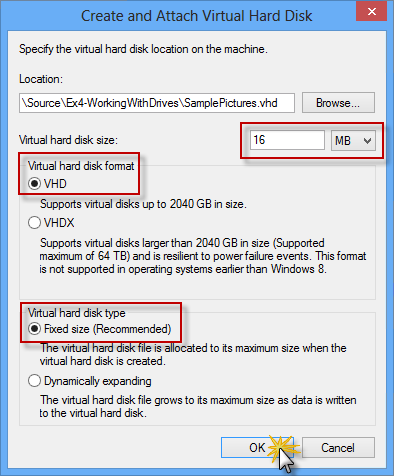 Create and Attach Virtual Hard Disk
Specify the virtual hard disk location on the machine.
Location:
\Source\Ex4-WorkingWithDrives\SamplePictures.vhd Browse...
Virtual hard disk size: 16 MB
Virtual hard disk format
VHD
Supports virtual disks up to 2040 GB in size.
VHDX
Supports virtual disks larger than 2040 GB in size (Supported
maximum of 64 TB) and is resilient to power failure events. This format
is not supported in operating systems earlier than Windows 8.
Virtual hard disk type
Fixed size (Recommended)
The virtual hard disk file is allocated to its maximum size when the
virtual hard disk is created.
Dynamically expanding
The virtual hard disk file grows to its maximum size as data is written
to the virtual hard disk.
OK Cancel